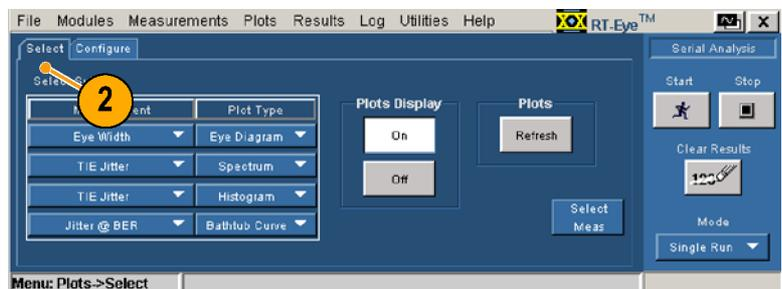 File Modules Measurements Plots Results Log Utilities Help RT-Eye™ X
Select Configure
Serial Analysis
2
Plot Type
Eye Width Eye Diagram
TIE Jitter Spectrum
TIE Jitter Histogram
Jitter @ BER Bathtub Curve
Plots Display
On
Off
Plots
Refresh
Select
Meas
Start Stop
Clear Results
123
Mode
Single Run
Menu: Plots->Select